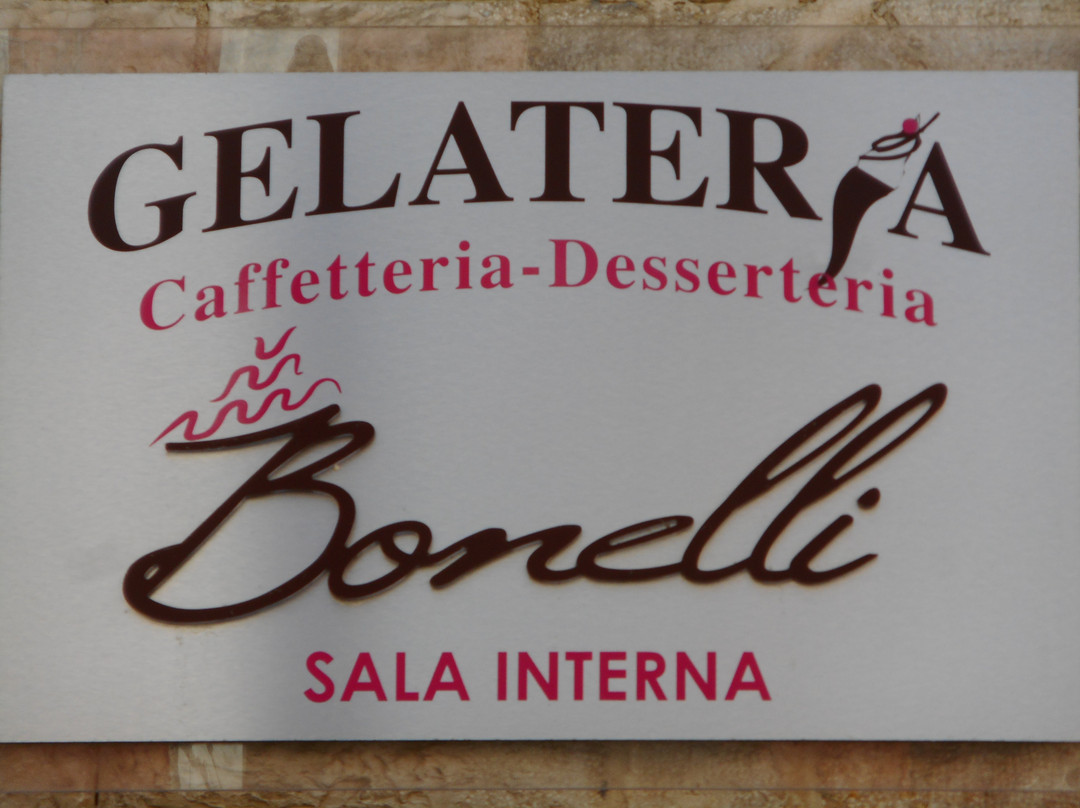 GELATERIA
Caffetteria-Desserteria
Bonelli
SALA INTERNA